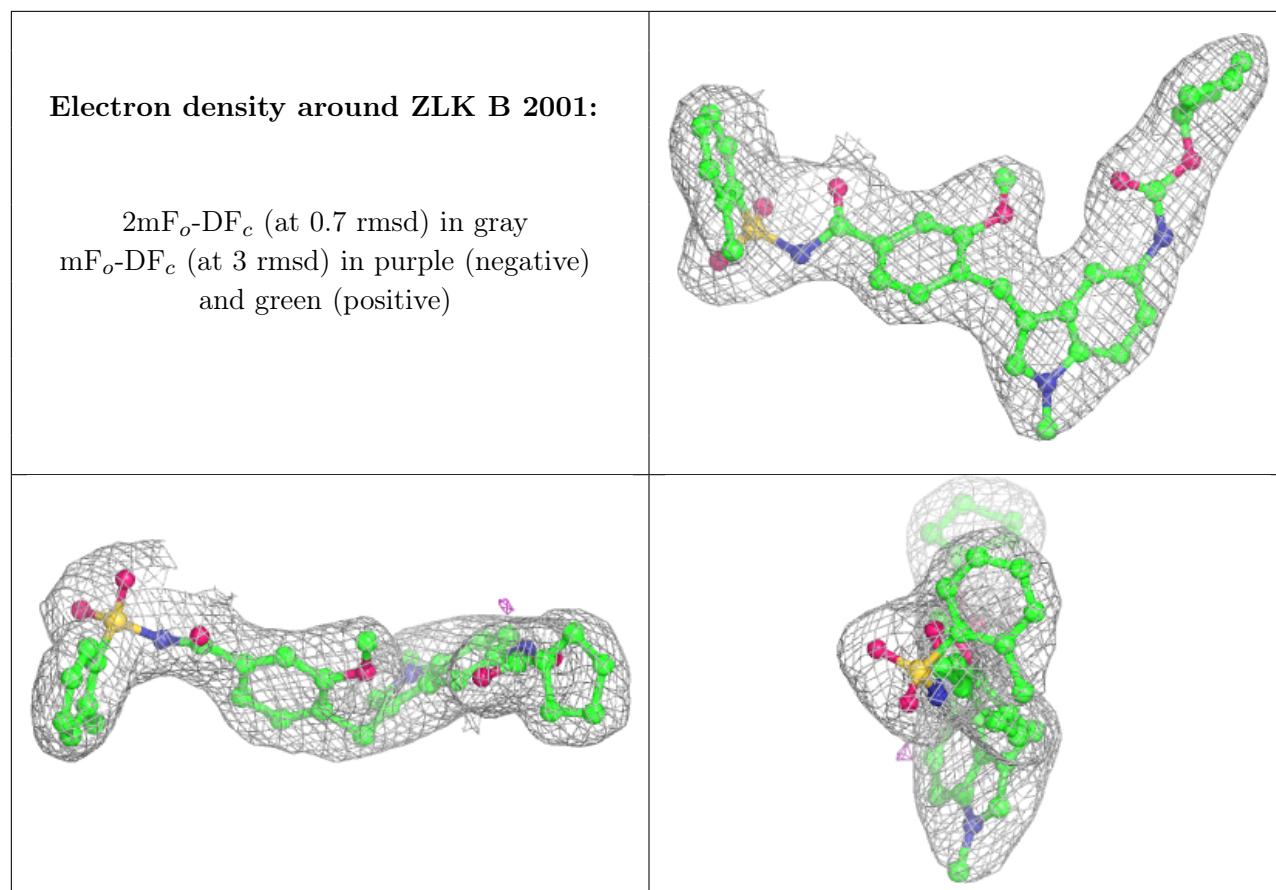 Electron density around ZLK B 2001:
2mFo-DFc (at 0.7 rmsd) in gray
mFo-DFc (at 3 rmsd) in purple (negative)
and green (positive)